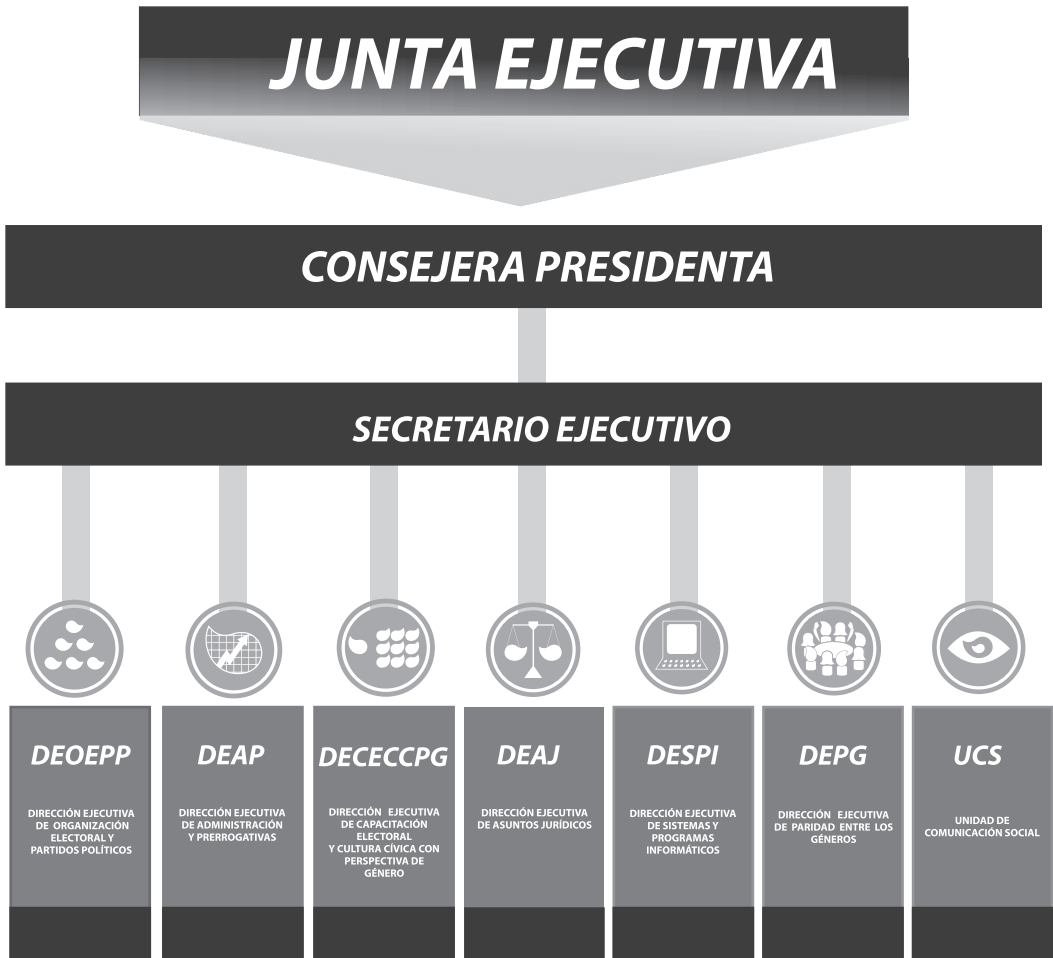 JUNTA EJECUTIVA
CONSEJERA PRESIDENTA
SECRETARIO EJECUTIVO
DEOEPP
DIRECCIÓN EJECUTIVA
DE ORGANIZACIÓN
ELECTORAL Y
PARTIDOS POLÍTICOS
DEAP
DIRECCIÓN EJECUTIVA
DE ADMINISTRACIÓN
Y PRERROGATIVAS
DECECCPG
DIRECCIÓN EJECUTIVA
DE CAPACITACIÓN
ELECTORAL
Y CULTURA CÍVICA CON
PERSPECTIVA DE
GÉNERO
DEAJ
DIRECCIÓN EJECUTIVA
DE ASUNTOS JURÍDICOS
DESPI
DIRECCIÓN EJECUTIVA
DE SISTEMAS Y
PROGRAMAS
INFORMÁTICOS
DEPG
DIRECCIÓN EJECUTIVA
DE PARIDAD ENTRE LOS
GÉNEROS
UCS
UNIDAD DE
COMUNICACIÓN SOCIAL